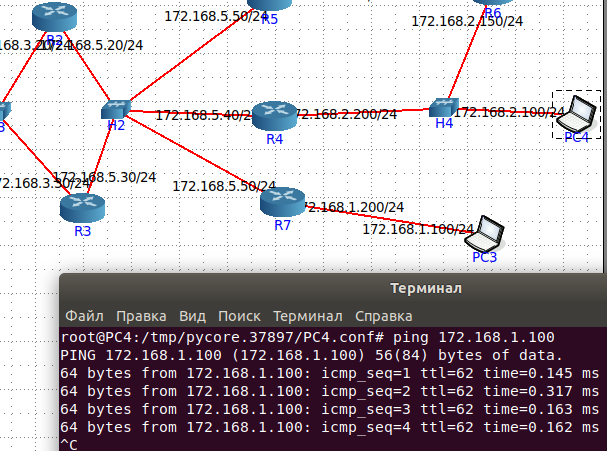 172.168.5.50/24
R5
172.168.2.150/24
R6
R2
172.168.5.20/24
H2
172.168.5.40/2
R4
172.168.2.200/24
H4
172.168.2.100/24
PC4
172.168.3.30/24
172.168.5.30/24
R3
172.168.5.50/24
R7
172.168.1.200/24
172.168.1.100/24
PC3
Терминал
Файл Правка Вид Поиск Терминал Справка
root@PC4:/tmp/pycore.37897/PC4.conf# ping 172.168.1.100
PING 172.168.1.100 (172.168.1.100) 56(84) bytes of data.
64 bytes from 172.168.1.100: icmp_seq=1 ttl=62 time=0.145 ms
64 bytes from 172.168.1.100: icmp_seq=2 ttl=62 time=0.317 ms
64 bytes from 172.168.1.100: icmp_seq=3 ttl=62 time=0.163 ms
64 bytes from 172.168.1.100: icmp_seq=4 ttl=62 time=0.162 ms
^C